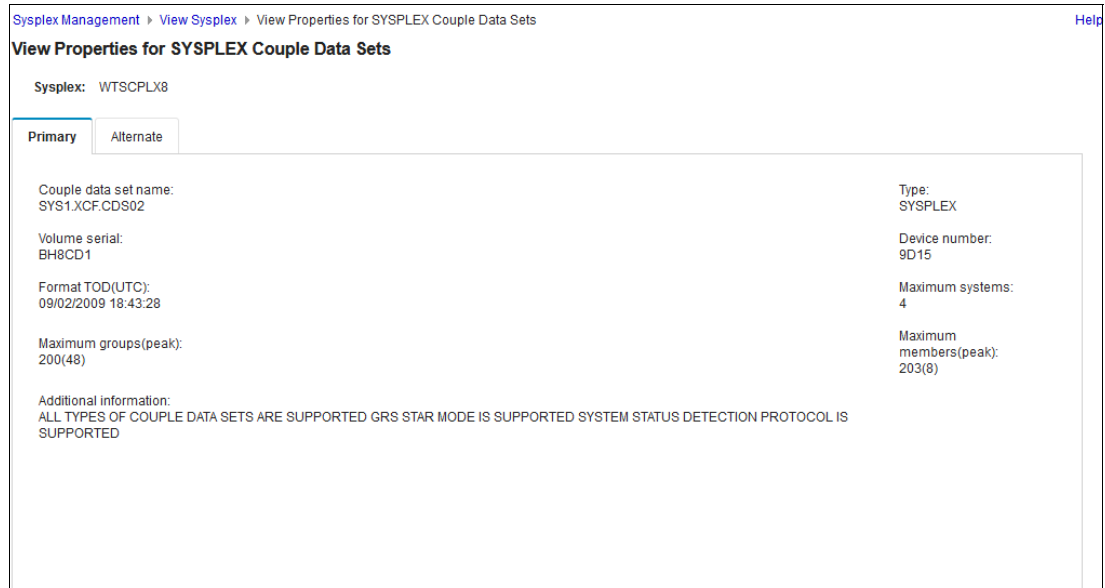 Sysplex Management ▸ View Sysplex ▸ View Properties for SYSPLEX Couple Data Sets
Help
View Properties for SYSPLEX Couple Data Sets
Sysplex: WTSCPLX8
Primary Alternate
Couple data set name:
SYS1.XCF.CDS02
Type:
SYSPLEX
Volume serial:
BH8CD1
Device number:
9D15
Format TOD(UTC):
09/02/2009 18:43:28
Maximum systems:
4
Maximum groups(peak):
200(48)
Maximum
members(peak):
203(8)
Additional information:
ALL TYPES OF COUPLE DATA SETS ARE SUPPORTED GRS STAR MODE IS SUPPORTED SYSTEM STATUS DETECTION PROTOCOL IS
SUPPORTED